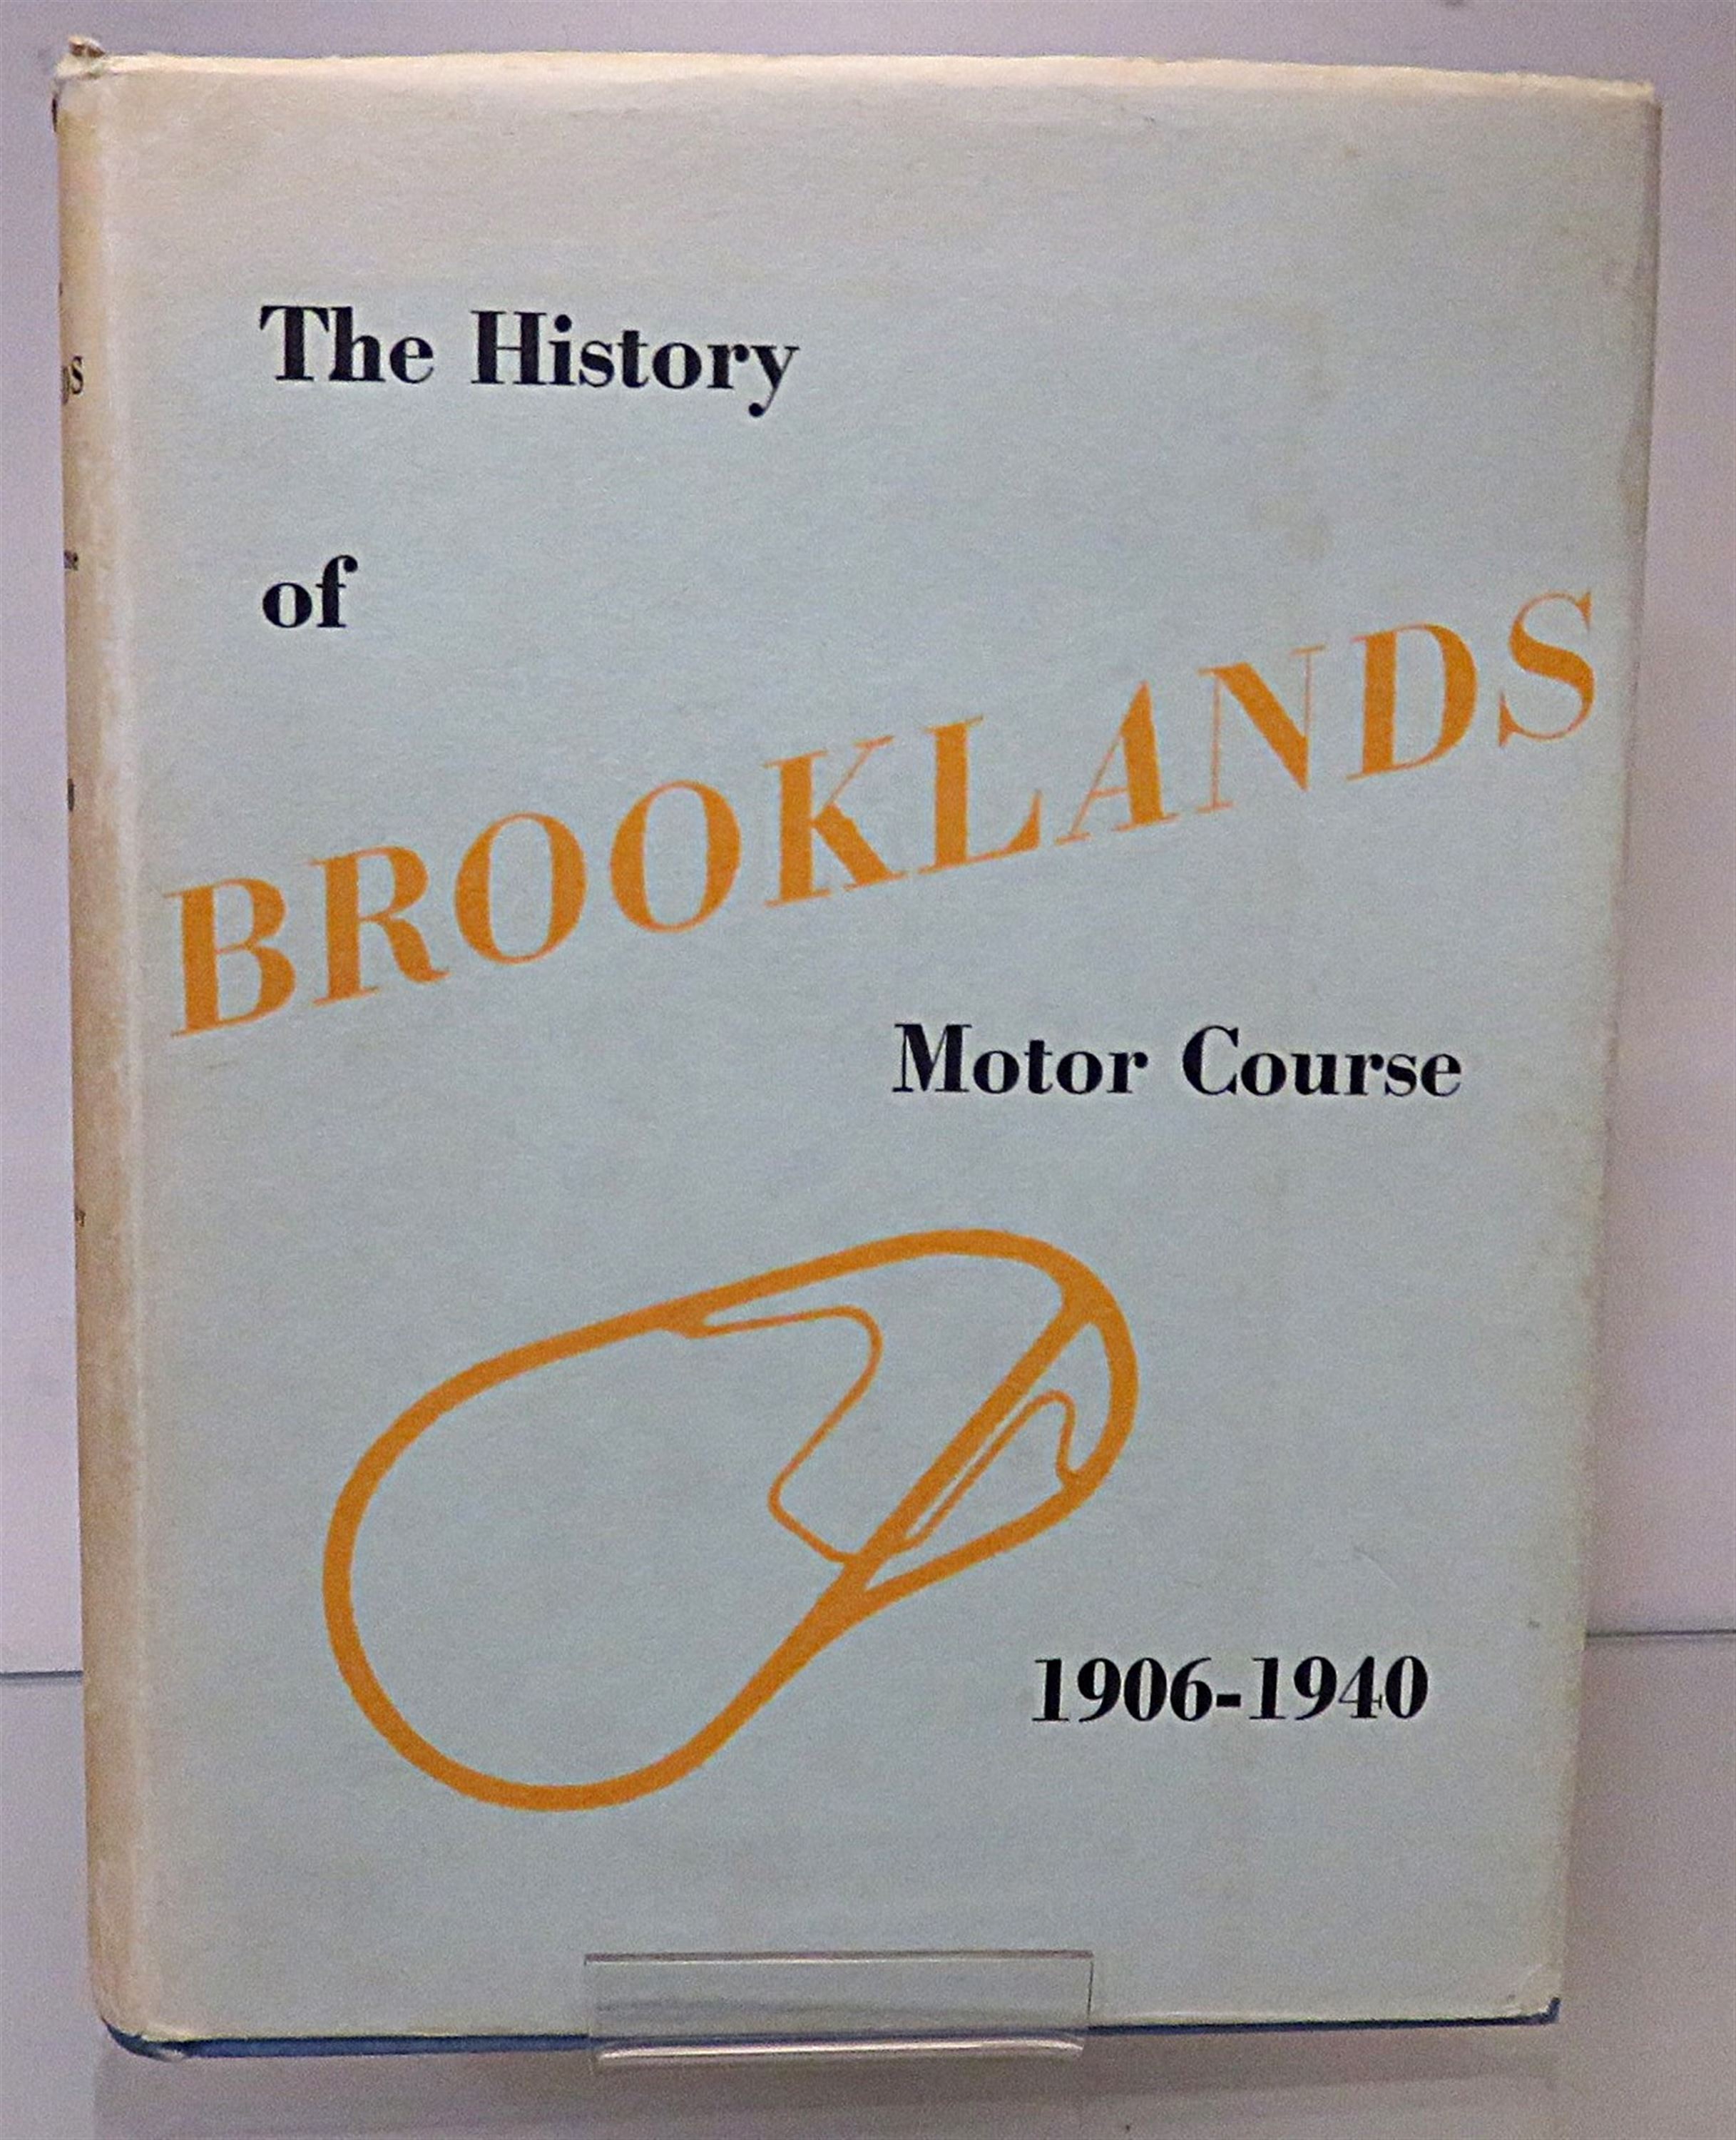 The History
of
BROOKLANDS
Motor Course
1906-1940